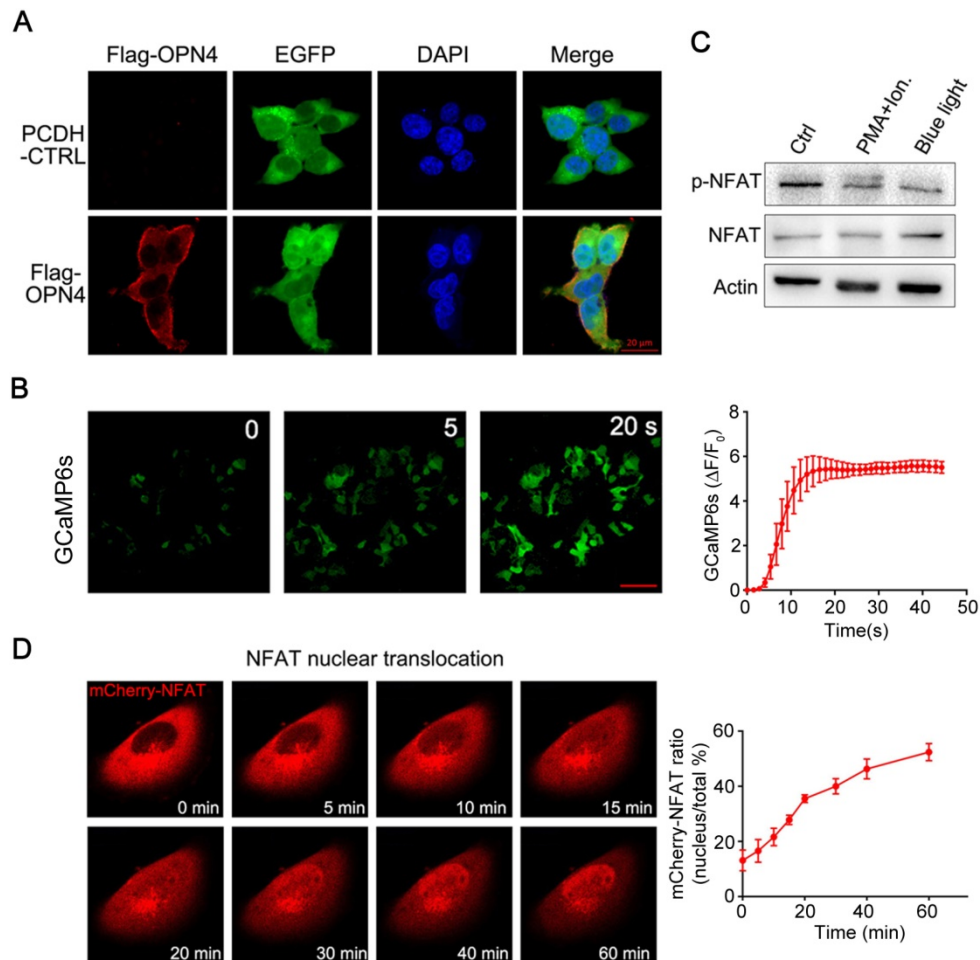 A
Flag-OPN4 EGFP DAPI Merge
PCDH
-CTRL
Flag-
OPN4
20 μm
C
Ctrl PMA+Ion. Blue light
p-NFAT
NFAT
Actin
B
GCaMP6s
0 5 20 s
GCaMP6s (ΔF/F0)
8
6
4
2
0
0 10 20 30 40 50
Time(s)
D
NFAT nuclear translocation
mCherry-NFAT
0 min 5 min 10 min 15 min
20 min 30 min 40 min 60 min
mCherry-NFAT ratio
(nucleus/total %)
60
40
20
0
0 20 40 60
Time (min)